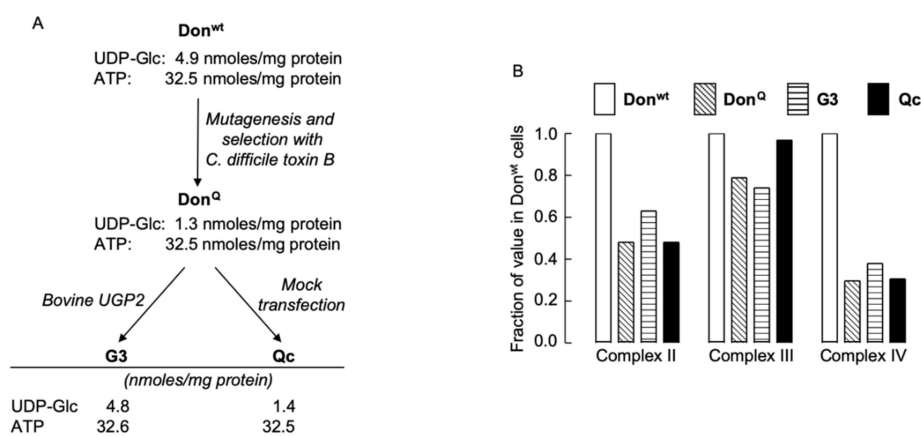 A
Don^wt
UDP-Glc: 4.9 nmoles/mg protein
ATP: 32.5 nmoles/mg protein
Mutagenesis and
selection with
C. difficile toxin B
Don^Q
UDP-Glc: 1.3 nmoles/mg protein
ATP: 32.5 nmoles/mg protein
Bovine UGP2
Mock
transfection
G3 Qc
(nmoles/mg protein)
UDP-Glc 4.8 1.4
ATP 32.6 32.5
B
Don^wt Don^Q G3 Qc
Fraction of value in Don^wt cells
1.0
0.8
0.6
0.4
0.2
0.0
Complex II Complex III Complex IV